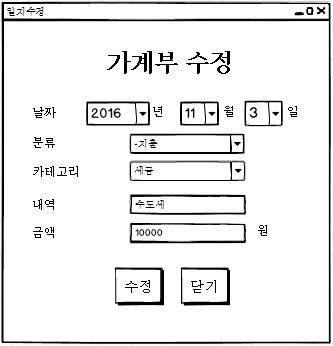 일지수정
가계부 수정
날짜 2016 년 11 월 3 일
분류 -지출
카테고리 세금
내역 수도세
금액 10000 원
수정 닫기